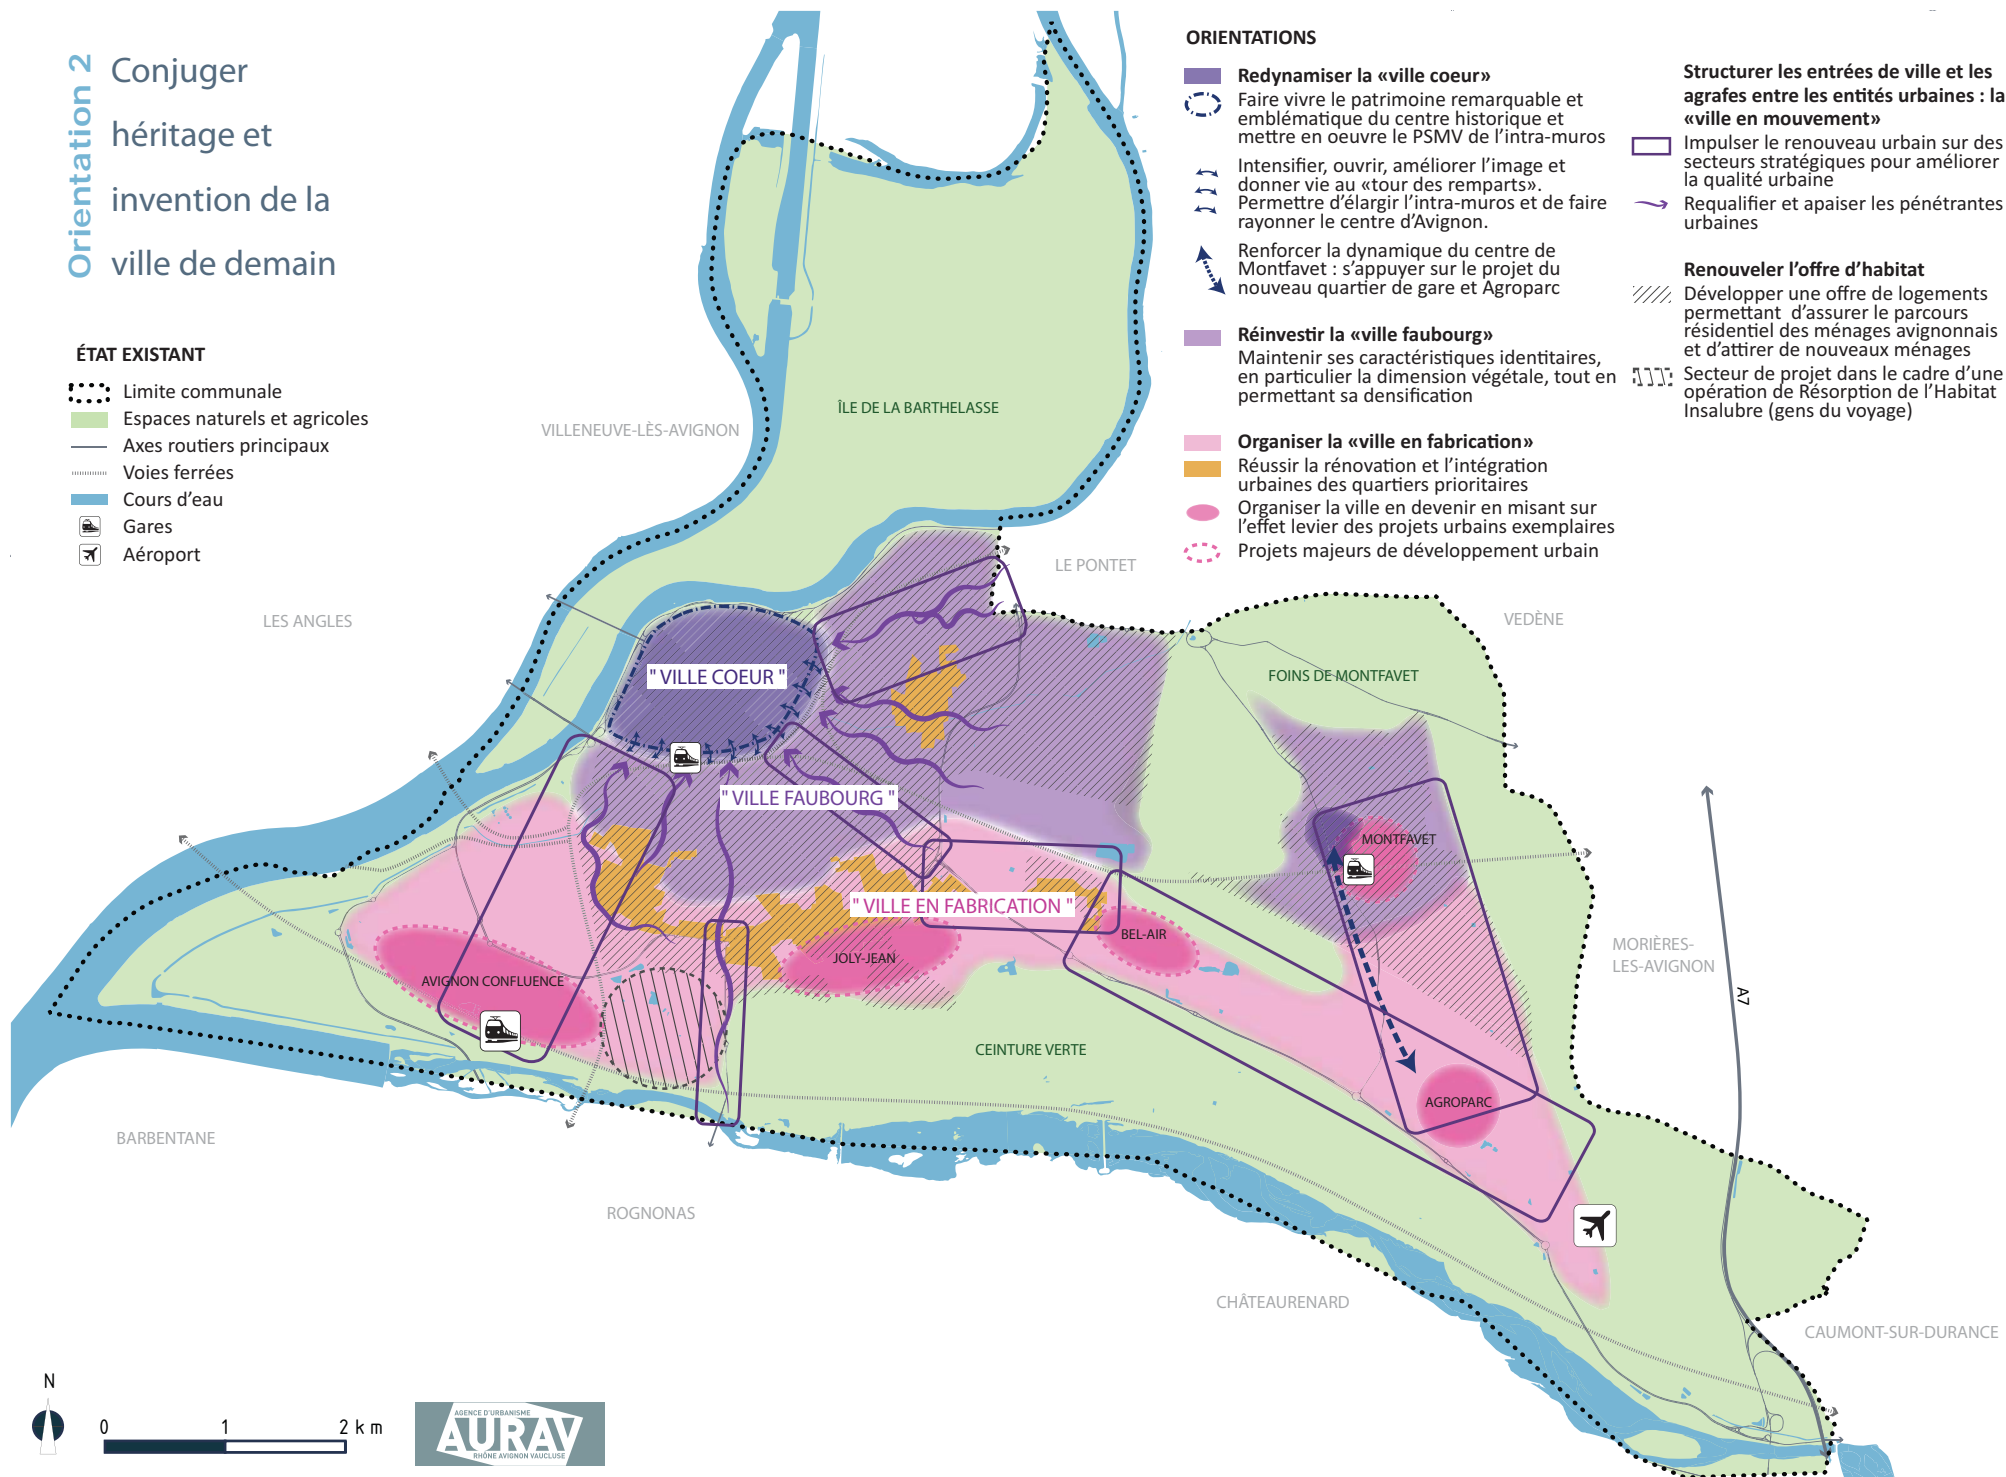 Orientation 2
Conjuger
héritage et
invention de la
ville de demain
ÉTAT EXISTANT
Limite communale
Espaces naturels et agricoles
Axes routiers principaux
Voies ferrées
Cours d'eau
Gares
Aéroport
ORIENTATIONS
Redynamiser la «ville coeur»
Faire vivre le patrimoine remarquable et
emblématique du centre historique et
mettre en oeuvre le PSMV de l'intra-muros
Intensifier, ouvrir, améliorer l'image et
donner vie au «tour des remparts».
Permettre d'élargir l'intra-muros et de faire
rayonner le centre d'Avignon.
Renforcer la dynamique du centre de
Montfavet : s'appuyer sur le projet du
nouveau quartier de gare et Agroparc
Réinvestir la «ville faubourg»
Maintenir ses caractéristiques identitaires,
en particulier la dimension végétale, tout en
permettant sa densification
Organiser la «ville en fabrication»
Réussir la rénovation et l'intégration
urbaines des quartiers prioritaires
Organiser la ville en devenir en misant sur
l'effet levier des projets urbains exemplaires
Projets majeurs de développement urbain
Structurer les entrées de ville et les
agrafes entre les entités urbaines : la
«ville en mouvement»
Impulser le renouveau urbain sur des
secteurs stratégiques pour améliorer
la qualité urbaine
Requalifier et apaiser les pénétrantes
urbaines
Renouveler l'offre d'habitat
Développer une offre de logements
permettant d'assurer le parcours
résidentiel des ménages avignonnais
et d'attirer de nouveaux ménages
Secteur de projet dans le cadre d'une
opération de Résorption de l'Habitat
Insalubre (gens du voyage)
ÎLE DE LA BARTHELASSE
VILLENEUVE-LÈS-AVIGNON
LE PONTET
LES ANGLES
VEDÈNE
FOINS DE MONTFAVET
" VILLE COEUR "
" VILLE FAUBOURG "
MONTFAVET
" VILLE EN FABRICATION "
BEL-AIR
MORIÈRES-
LES-AVIGNON
JOLY-JEAN
AVIGNON CONFLUENCE
A7
CEINTURE VERTE
AGROPARC
BARBENTANE
ROGNONAS
CHÂTEAURENARD
CAUMONT-SUR-DURANCE
N
0 1 2 km
AGENCE D'URBANISME
AURAV
RHÔNE AVIGNON VAUCLUSE